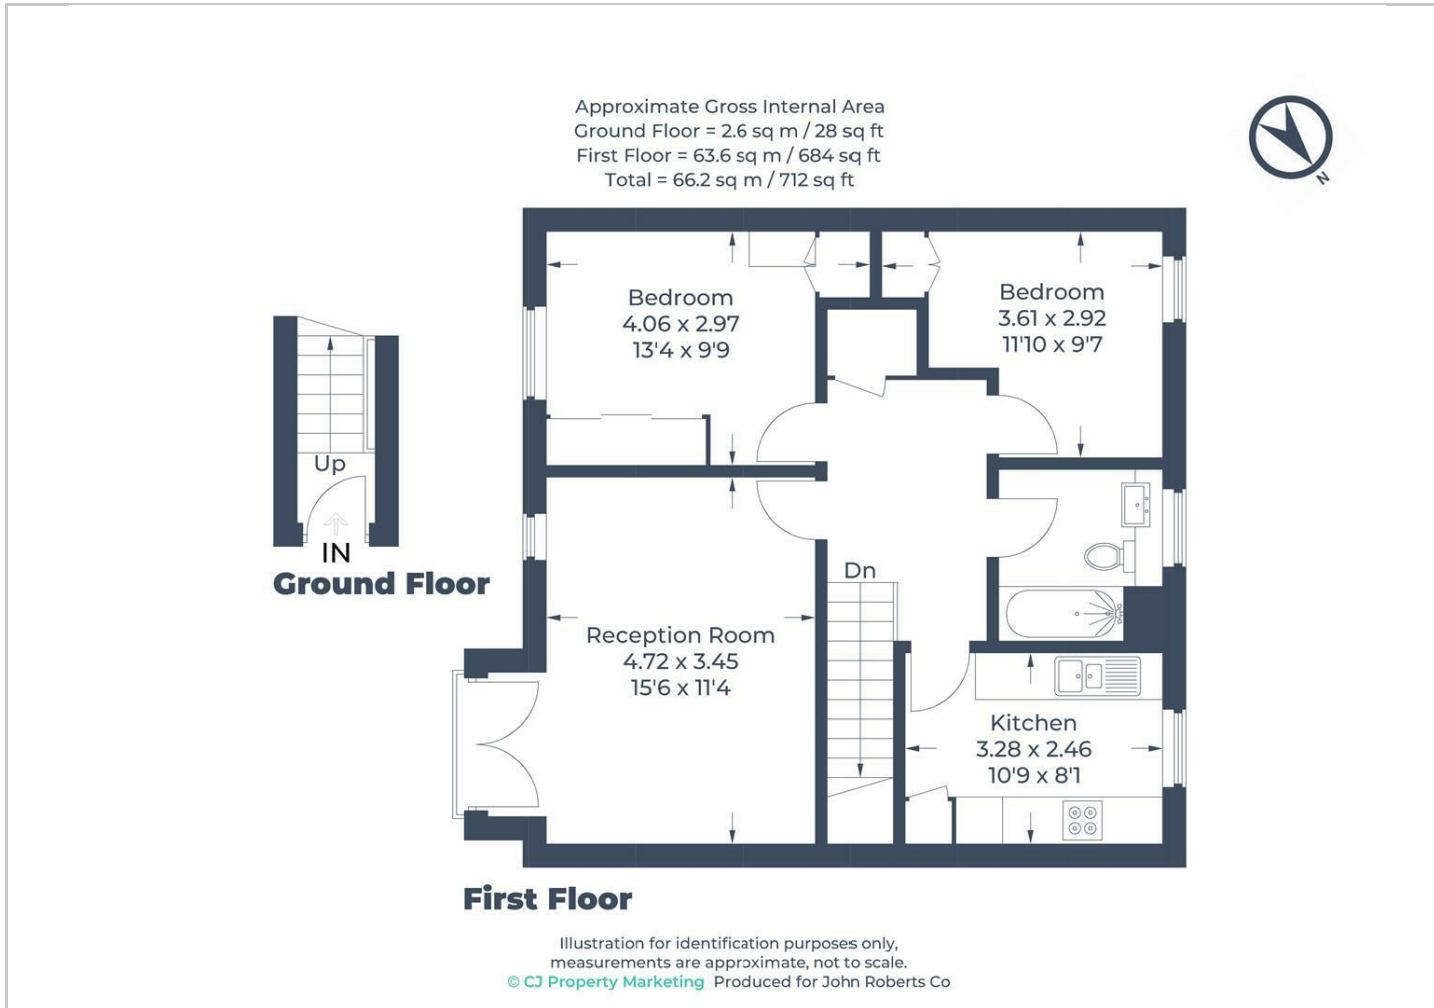 Approximate Gross Internal Area
Ground Floor = 2.6 sq m / 28 sq ft
First Floor = 63.6 sq m / 684 sq ft
Total = 66.2 sq m / 712 sq ft
N
Bedroom
4.06 x 2.97
13'4 x 9'9
Bedroom
3.61 x 2.92
11'10 x 9'7
Up
IN
Ground Floor
Dn
Reception Room
4.72 x 3.45
15'6 x 11'4
Kitchen
3.28 x 2.46
10'9 x 8'1
First Floor
Illustration for identification purposes only,
measurements are approximate, not to scale.
© CJ Property Marketing Produced for John Roberts Co